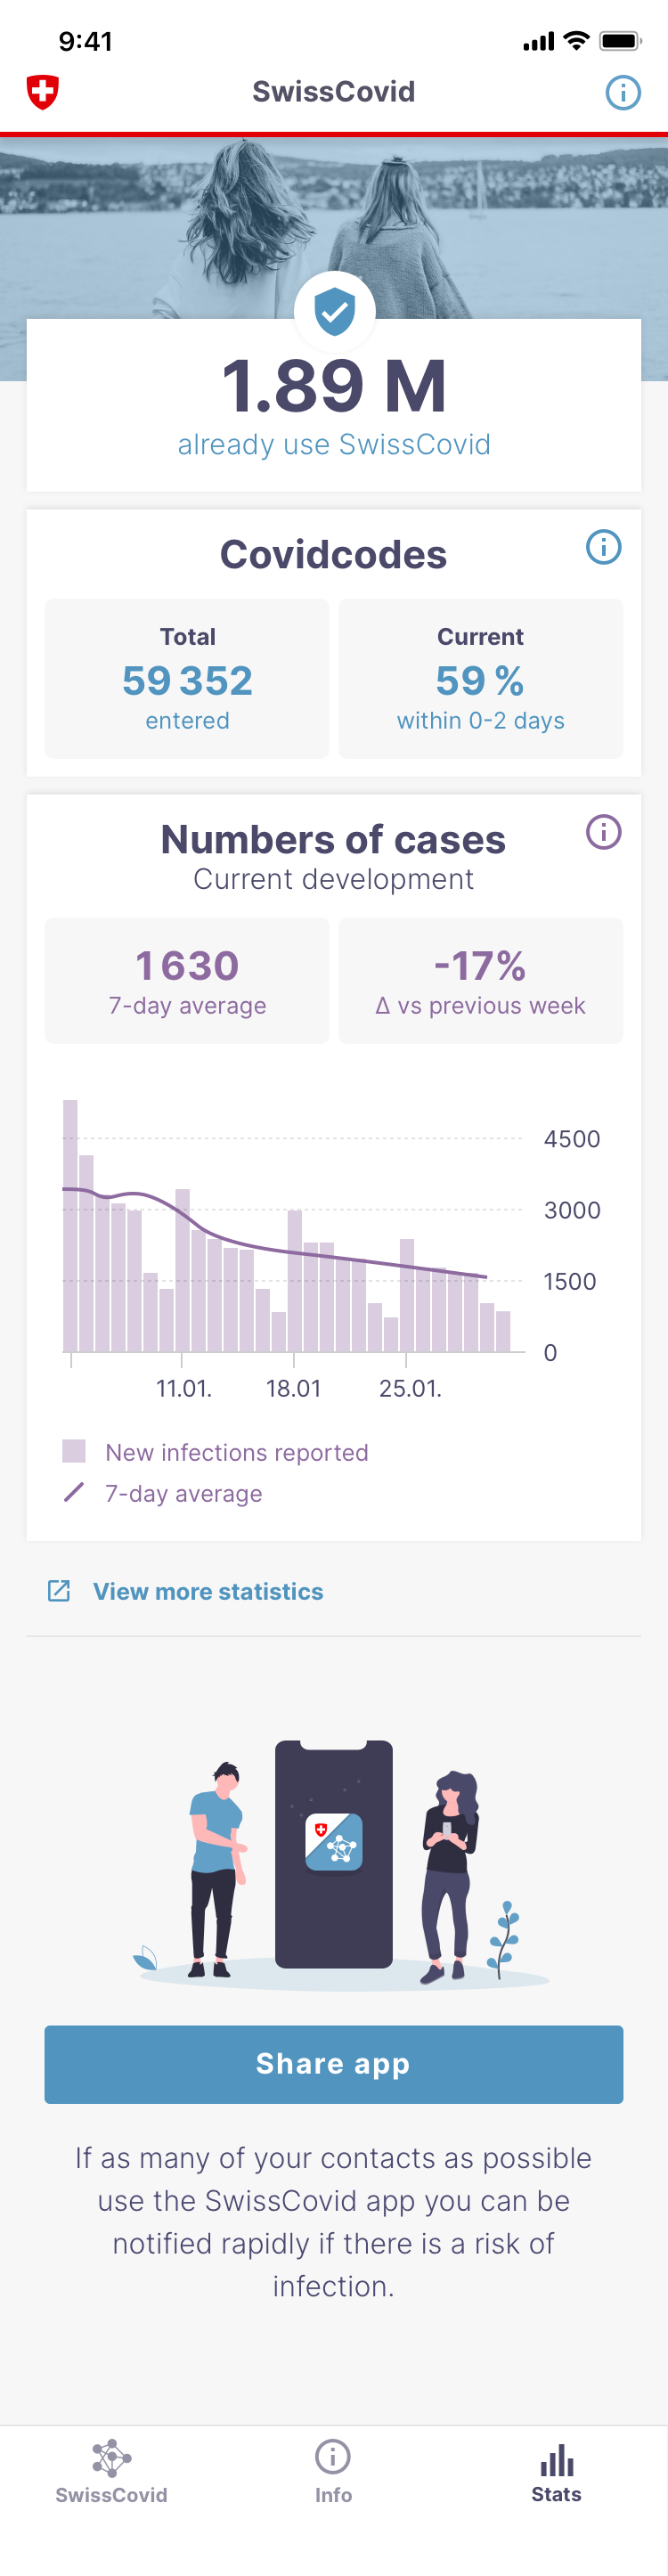 9:41
SwissCovid
1.89 M
already use SwissCovid
Covidcodes
Total
59 352
entered
Current
59 %
within 0-2 days
Numbers of cases
Current development
1 630
7-day average
-17%
Δ vs previous week
4500
3000
1500
0
11.01.
18.01
25.01.
New infections reported
7-day average
View more statistics
Share app
If as many of your contacts as possible
use the SwissCovid app you can be
notified rapidly if there is a risk of
infection.
SwissCovid
Info
Stats